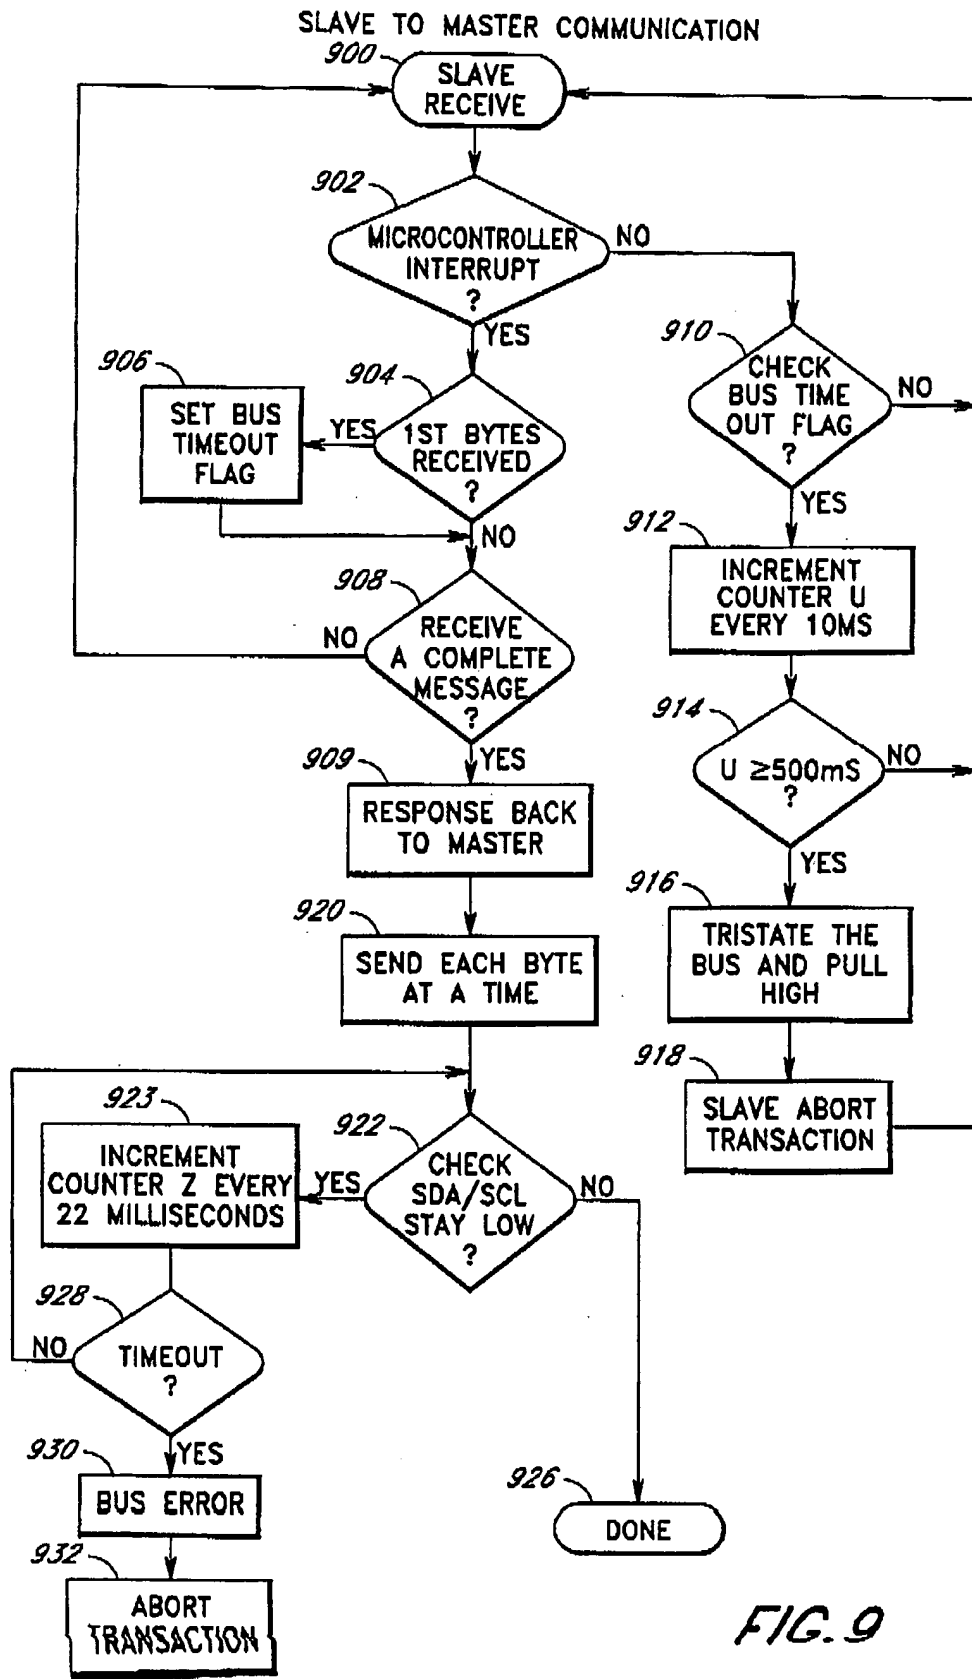 SLAVE TO MASTER COMMUNICATION
900
SLAVE
RECEIVE
902
MICROCONTROLLER
INTERRUPT
?
NO
YES
904
1ST BYTES
RECEIVED
?
YES
NO
906
SET BUS
TIMEOUT
FLAG
908
RECEIVE
A COMPLETE
MESSAGE
?
NO
YES
909
RESPONSE BACK
TO MASTER
920
SEND EACH BYTE
AT A TIME
922
CHECK
SDA/SCL
STAY LOW
?
YES
NO
923
INCREMENT
COUNTER Z EVERY
22 MILLISECONDS
928
TIMEOUT
?
NO
YES
930
BUS ERROR
932
ABORT
TRANSACTION
926
DONE
910
CHECK
BUS TIME
OUT FLAG
?
NO
YES
912
INCREMENT
COUNTER U
EVERY 10MS
914
U ≥500mS
?
NO
YES
916
TRISTATE THE
BUS AND PULL
HIGH
918
SLAVE ABORT
TRANSACTION
FIG. 9